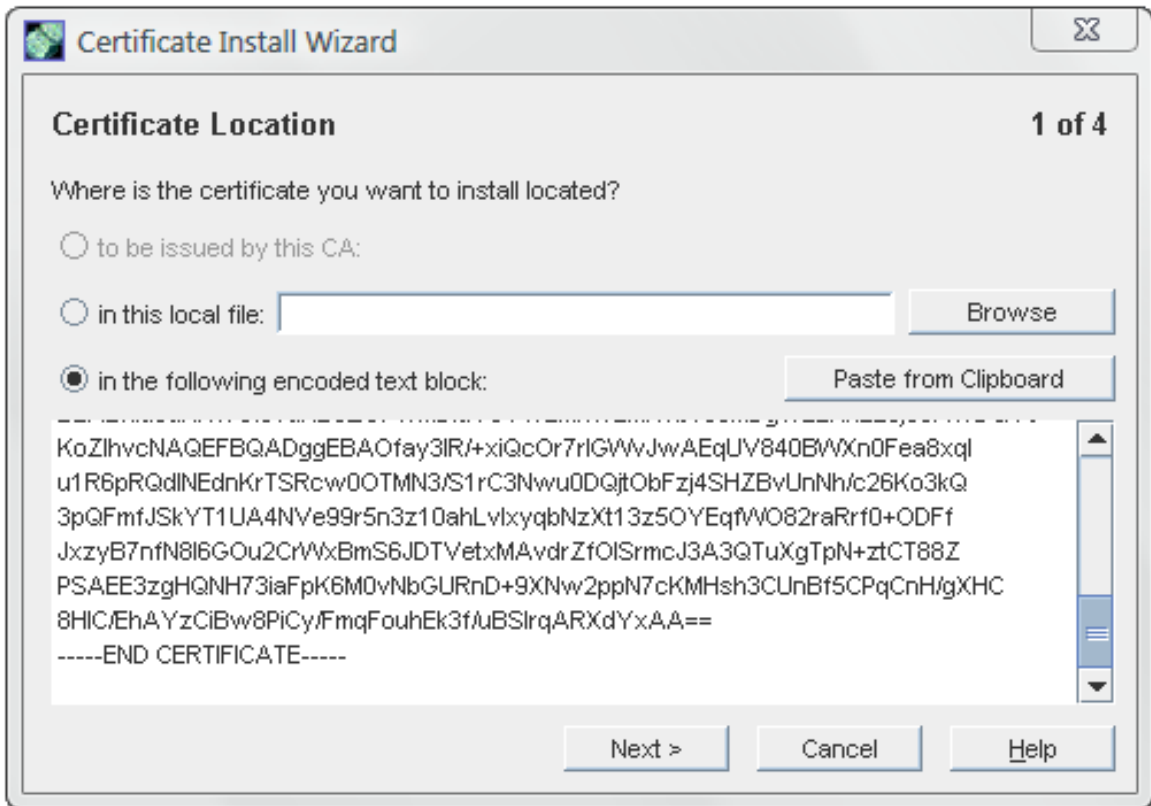 Certificate Install Wizard
Certificate Location 1 of 4
Where is the certificate you want to install located?
to be issued by this CA:
in this local file: Browse
in the following encoded text block: Paste from Clipboard
KoZIhvcNAQEFBQADggEBAOfay3lR/+xiQcOr7rlGWvJwAEqUV840BWXn0Fea8xql
u1R6pRQdlNEdnKrTSRcw0OTMN3/S1rC3Nwu0DQjtObFzj4SHZBvUnNh/c26Ko3kQ
3pQFmfJSkYT1UA4NVe99r5n3z10ahLvlxyqbNzXt13z5OYEqfWO82raRrf0+ODFf
JxzyB7nfN8l6GOu2CrWxBmS6JDTVetxMAvdrZfOlSrmcJ3A3QTuXgTpN+ztCT88Z
PSAEE3zgHQNH73iaFpK6M0vNbGURnD+9XNw2ppN7cKMHsh3CUnBf5CPqCnH/gXHC
8HlC/EhAYzCiBw8PiCy/FmqFouhEk3f/uBSlrqARXdYxAA==
-----END CERTIFICATE-----
Next > Cancel Help